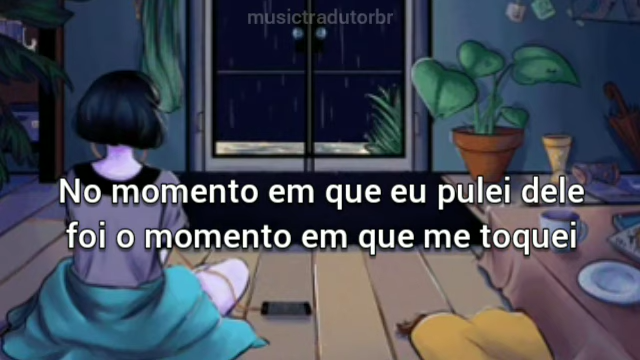 musictradutorbr
No momento em que eu pulei dele
foi o momento em que me toquei